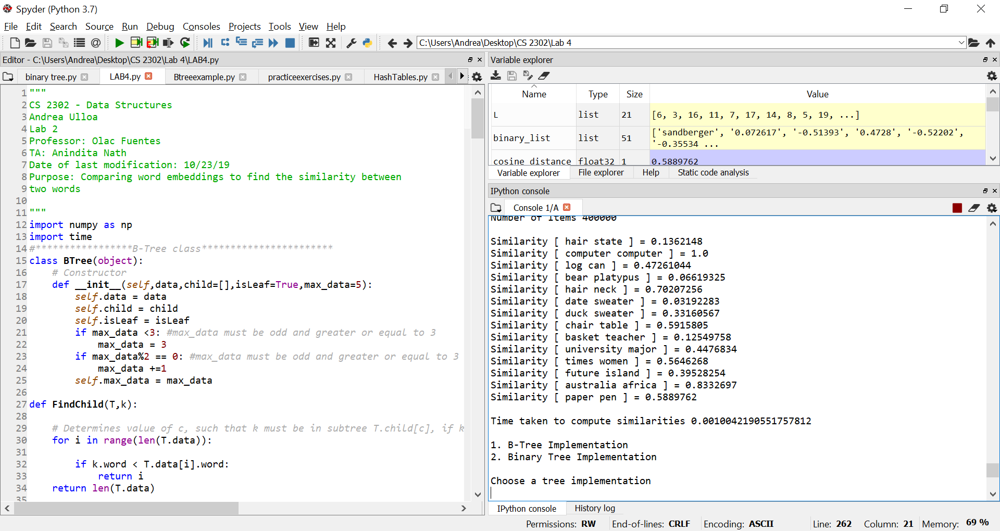 Spyder (Python 3.7)
File Edit Search Source Run Debug Consoles Projects Tools View Help
C:\Users\Andrea\Desktop\CS 2302\Lab 4
Editor - C:\Users\Andrea\Desktop\CS 2302\Lab 4\LAB4.py
binary tree.py LAB4.py Btreeexample.py practiceexercises.py HashTables.py
1 """
2 CS 2302 - Data Structures
3 Andrea Ulloa
4 Lab 2
5 Professor: Olac Fuentes
6 TA: Anindita Nath
7 Date of last modification: 10/23/19
8 Purpose: Comparing word embeddings to find the similarity between
9 two words
10
11 """
12 import numpy as np
13 import time
14 #*****************B-Tree class***********************
15 class BTree(object):
16     # Constructor
17     def __init__(self,data,child=[],isLeaf=True,max_data=5):
18         self.data = data
19         self.child = child
20         self.isLeaf = isLeaf
21         if max_data <3: #max_data must be odd and greater or equal to 3
22             max_data = 3
23         if max_data%2 == 0: #max_data must be odd and greater or equal to 3
24             max_data +=1
25         self.max_data = max_data
26
27 def FindChild(T,k):
28
29     # Determines value of c, such that k must be in subtree T.child[c], if k
30     for i in range(len(T.data)):
31
32         if k.word < T.data[i].word:
33             return i
34     return len(T.data)
35
Variable explorer
Name Type Size Value
L list 21 [6, 3, 16, 11, 7, 17, 14, 8, 5, 19, ...]
binary_list list 51 ['sandberger', '0.072617', '-0.51393', '0.4728', '-0.52202',
'-0.35534 ...
cosine_distance float32 1 0.5889762
Variable explorer File explorer Help Static code analysis
IPython console
Console 1/A
Number of items 400000
Similarity [ hair state ] = 0.1362148
Similarity [ computer computer ] = 1.0
Similarity [ log can ] = 0.47261044
Similarity [ bear platypus ] = 0.06619325
Similarity [ hair neck ] = 0.70207256
Similarity [ date sweater ] = 0.03192283
Similarity [ duck sweater ] = 0.33160567
Similarity [ chair table ] = 0.5915805
Similarity [ basket teacher ] = 0.12549758
Similarity [ university major ] = 0.4476834
Similarity [ times women ] = 0.5646268
Similarity [ future island ] = 0.39528254
Similarity [ australia africa ] = 0.8332697
Similarity [ paper pen ] = 0.5889762
Time taken to compute similarities 0.0010042190551757812
1. B-Tree Implementation
2. Binary Tree Implementation
Choose a tree implementation
IPython console History log
Permissions: RW End-of-lines: CRLF Encoding: ASCII Line: 262 Column: 21 Memory: 69 %